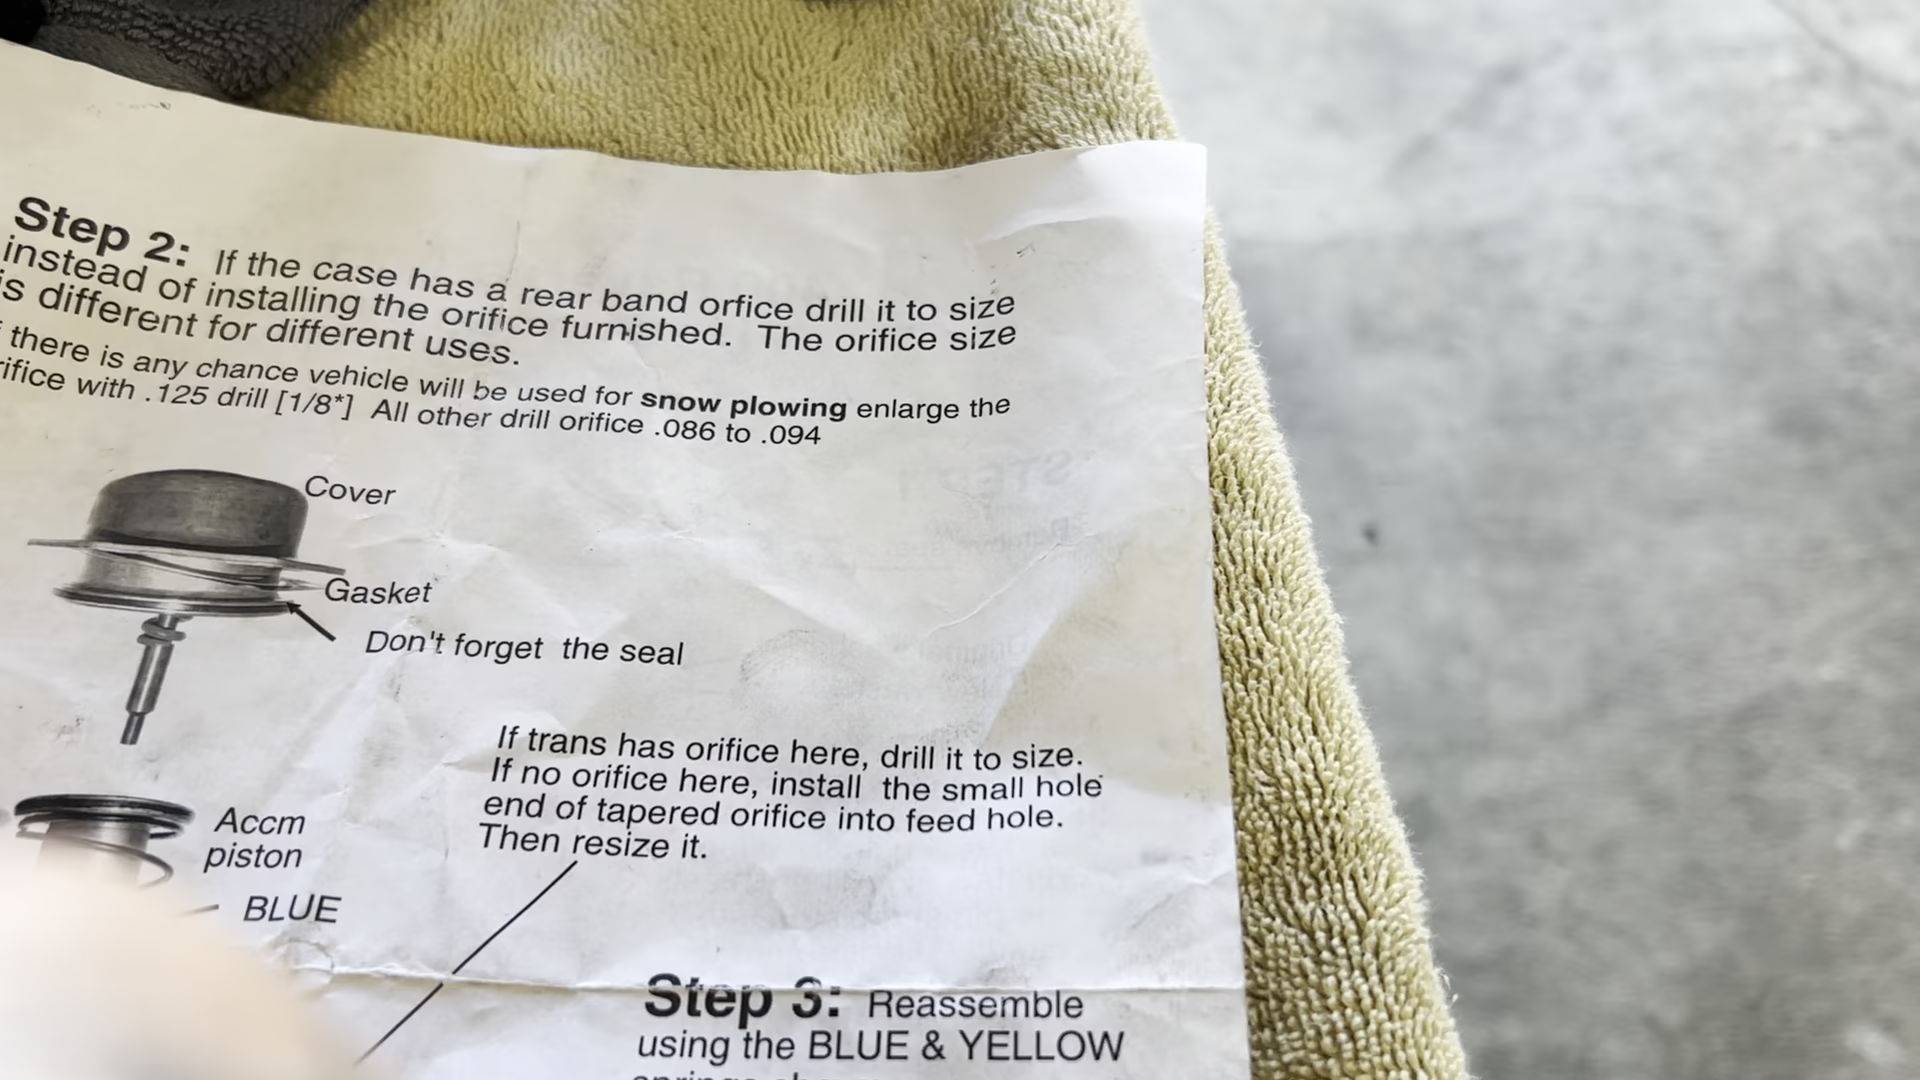 Step 2: If the case has a rear band orfice drill it to size
instead of installing the orifice furnished. The orifice size
is different for different uses.
there is any chance vehicle will be used for snow plowing enlarge the
with .125 drill [1/8*] All other drill orifice .086 to .094
Cover
Gasket
Don't forget the seal
If trans has orifice here, drill it to size.
If no orifice here, install the small hole
end of tapered orifice into feed hole.
Then resize it.
Accm
piston
BLUE
Step 3: Reassemble
using the BLUE & YELLOW